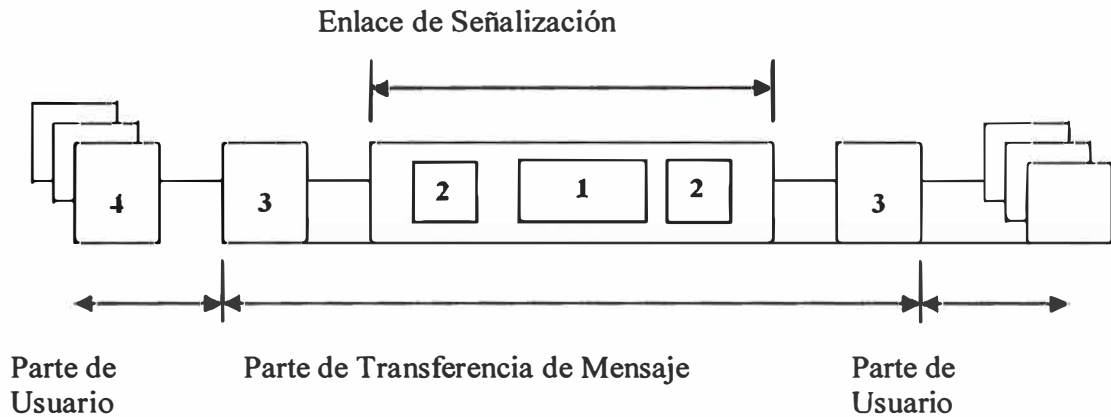 Enlace de Señalización
4 3 2 1 2 3
Parte de Usuario
Parte de Transferencia de Mensaje
Parte de Usuario